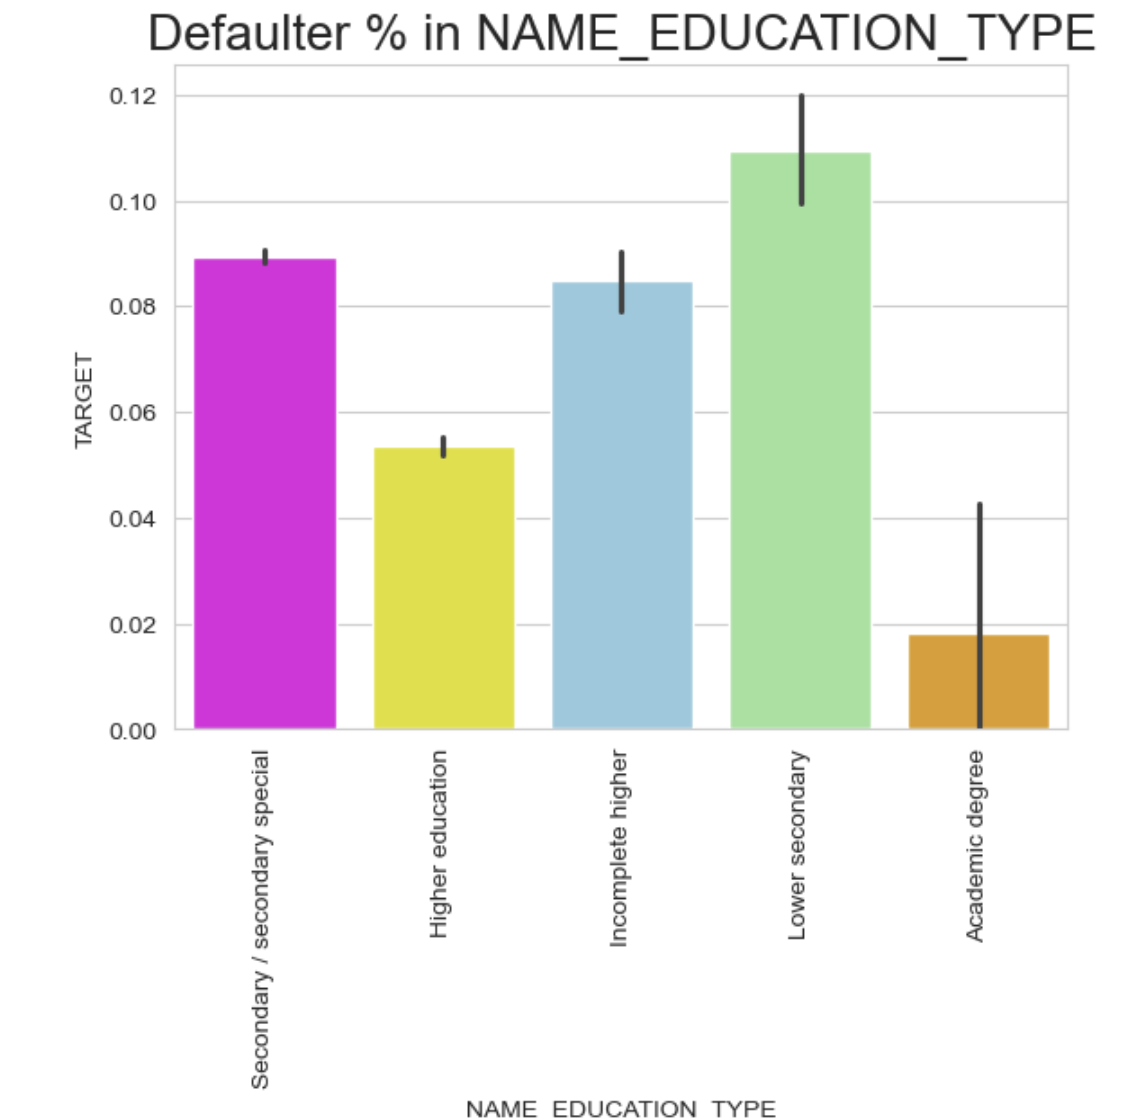 Defaulter % in NAME_EDUCATION_TYPE
0.12
0.10
0.08
0.06
0.04
0.02
0.00
TARGET
Secondary / secondary special
Higher education
Incomplete higher
Lower secondary
Academic degree
NAME_EDUCATION_TYPE